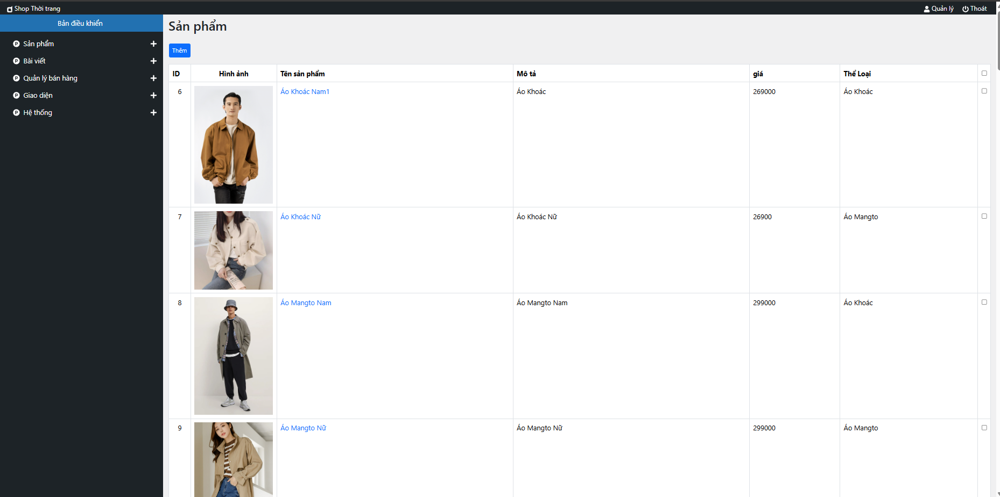 Shop Thời trang
Quản lý
Thoát
Bản điều khiển
Sản phẩm
Bài viết
Quản lý bán hàng
Giao diện
Hệ thống
Sản phẩm
Thêm
ID Hình ảnh Tên sản phẩm Mô tả giá Thể Loại
6 Áo Khoác Nam1 Áo Khoác 269000 Áo Khoác
7 Áo Khoác Nữ Áo Khoác Nữ 26900 Áo Mangto
8 Áo Mangto Nam Áo Mangto Nam 299000 Áo Khoác
9 Áo Mangto Nữ Áo Mangto Nữ 299000 Áo Mangto